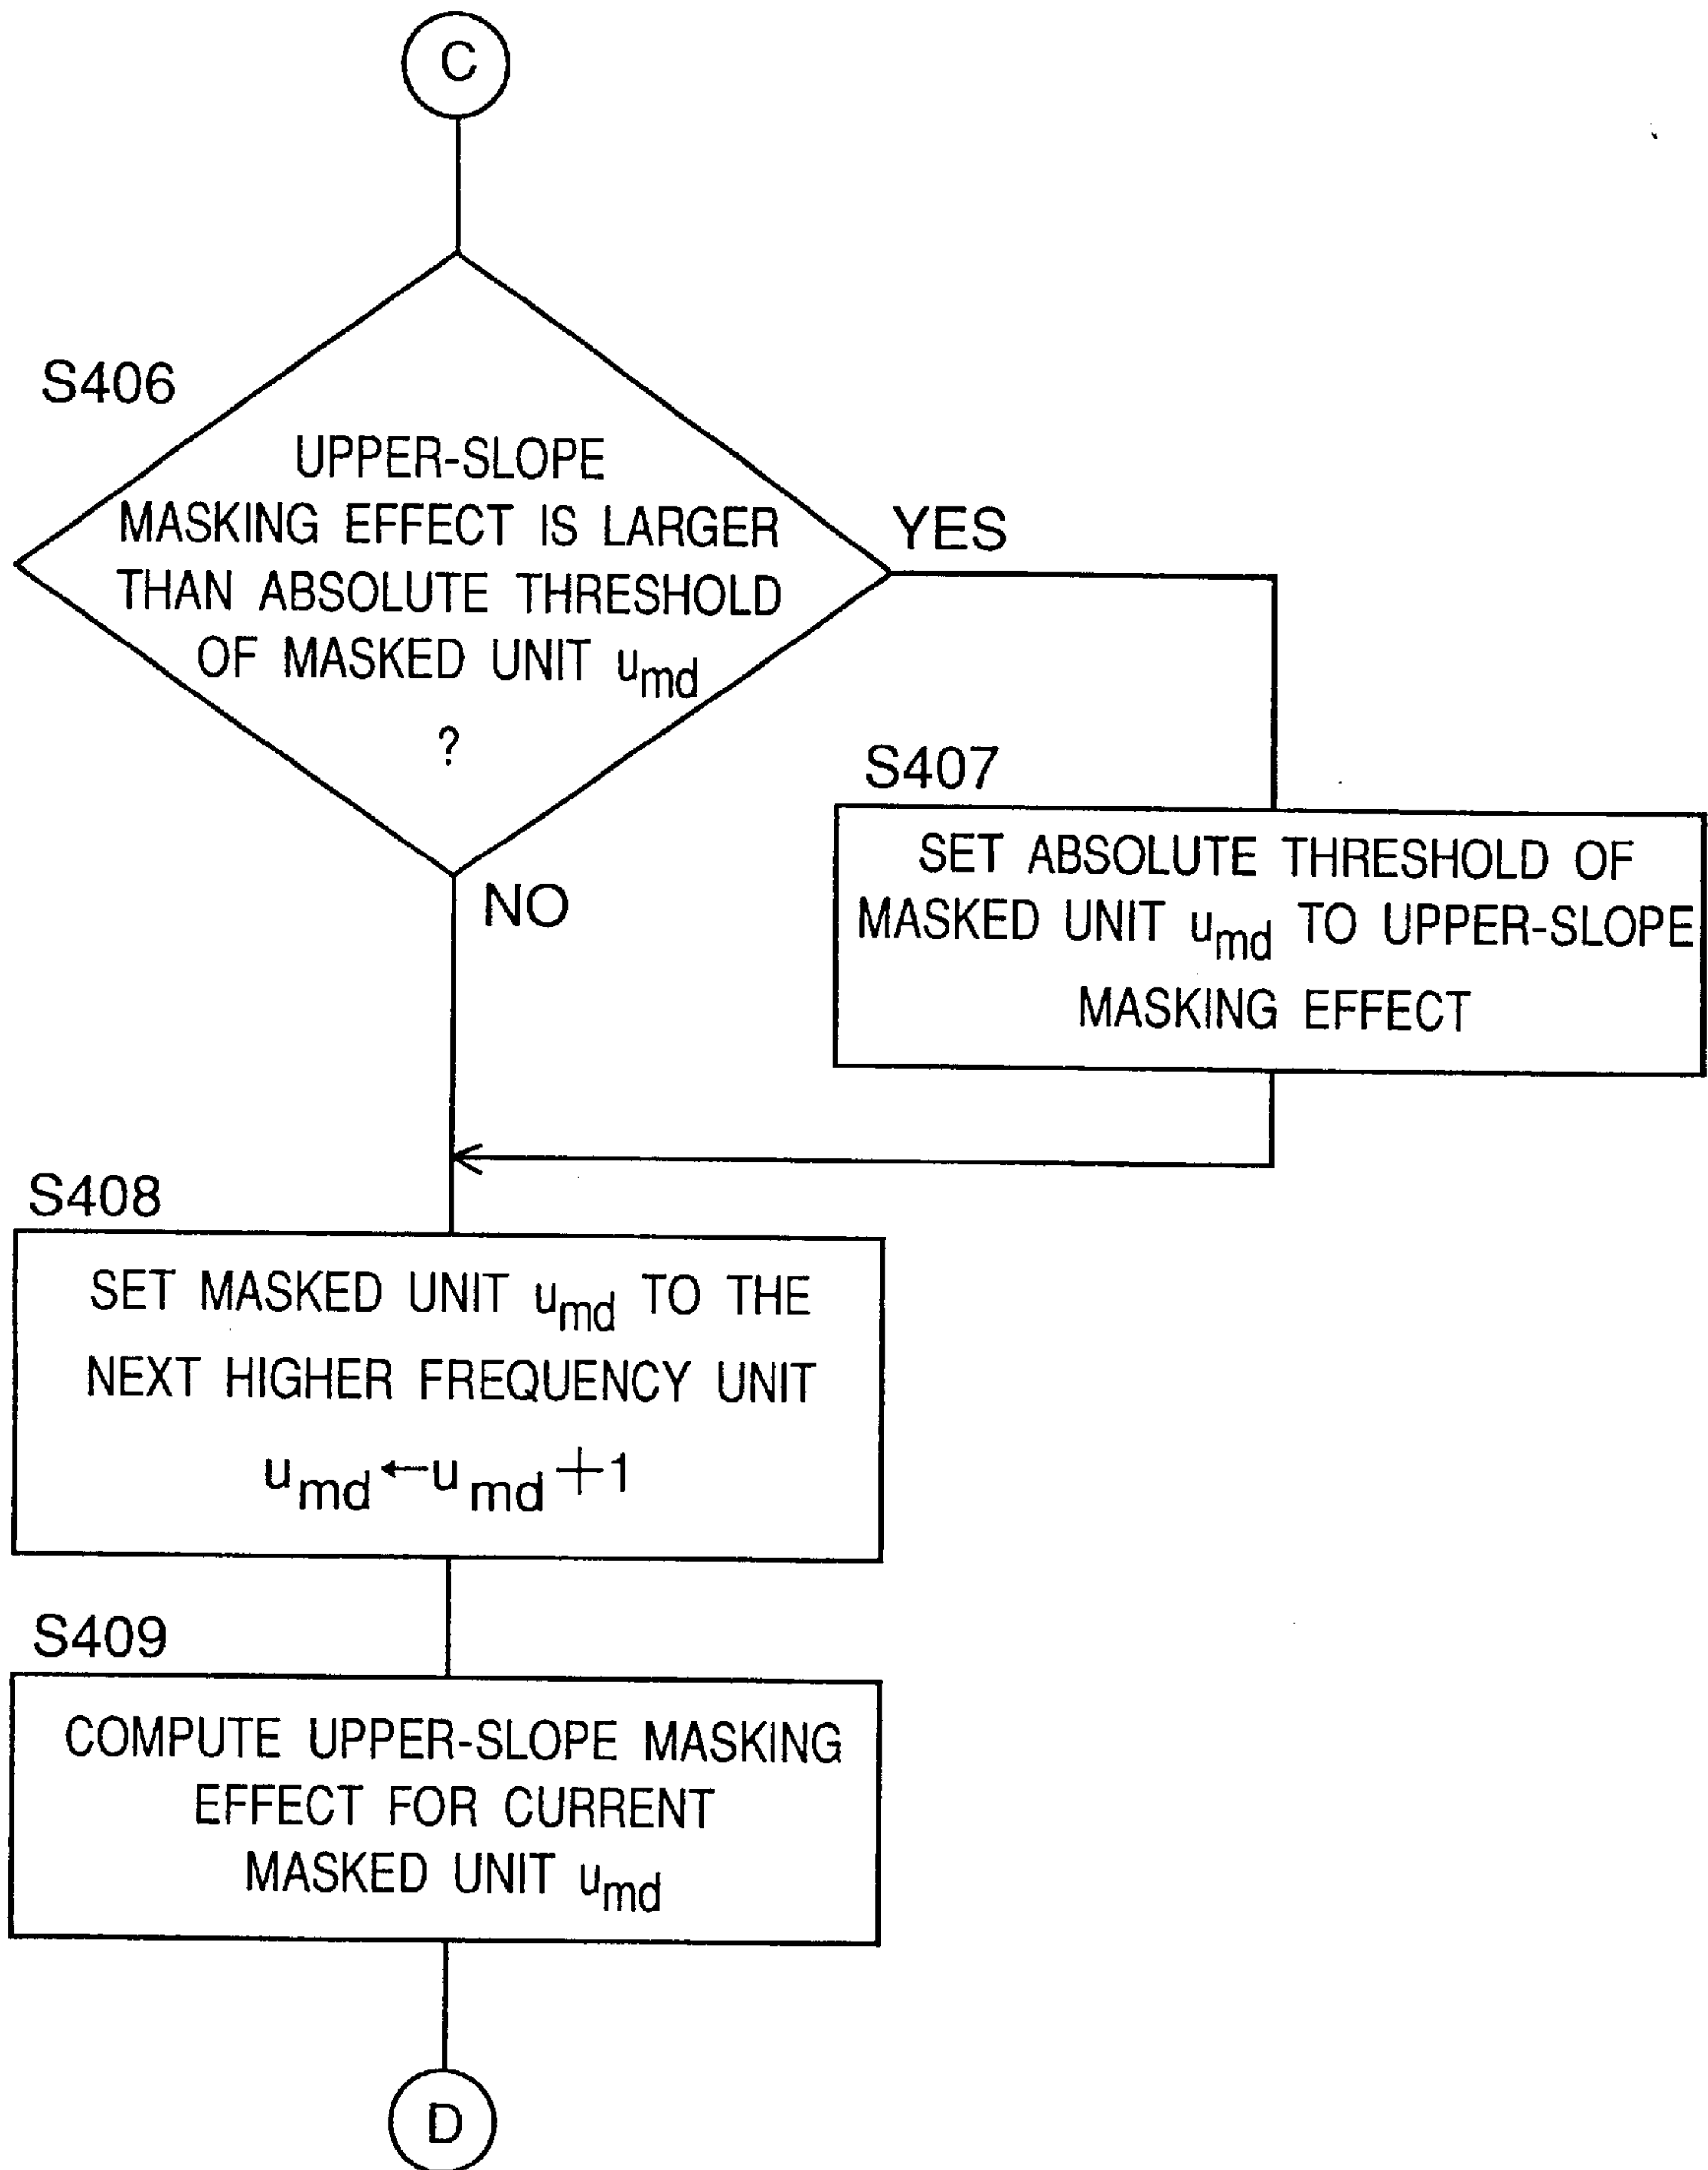 C
S406
UPPER-SLOPE
MASKING EFFECT IS LARGER
THAN ABSOLUTE THRESHOLD
OF MASKED UNIT umd
?
YES
NO
S407
SET ABSOLUTE THRESHOLD OF
MASKED UNIT umd TO UPPER-SLOPE
MASKING EFFECT
S408
SET MASKED UNIT umd TO THE
NEXT HIGHER FREQUENCY UNIT
umd←umd+1
S409
COMPUTE UPPER-SLOPE MASKING
EFFECT FOR CURRENT
MASKED UNIT umd
D